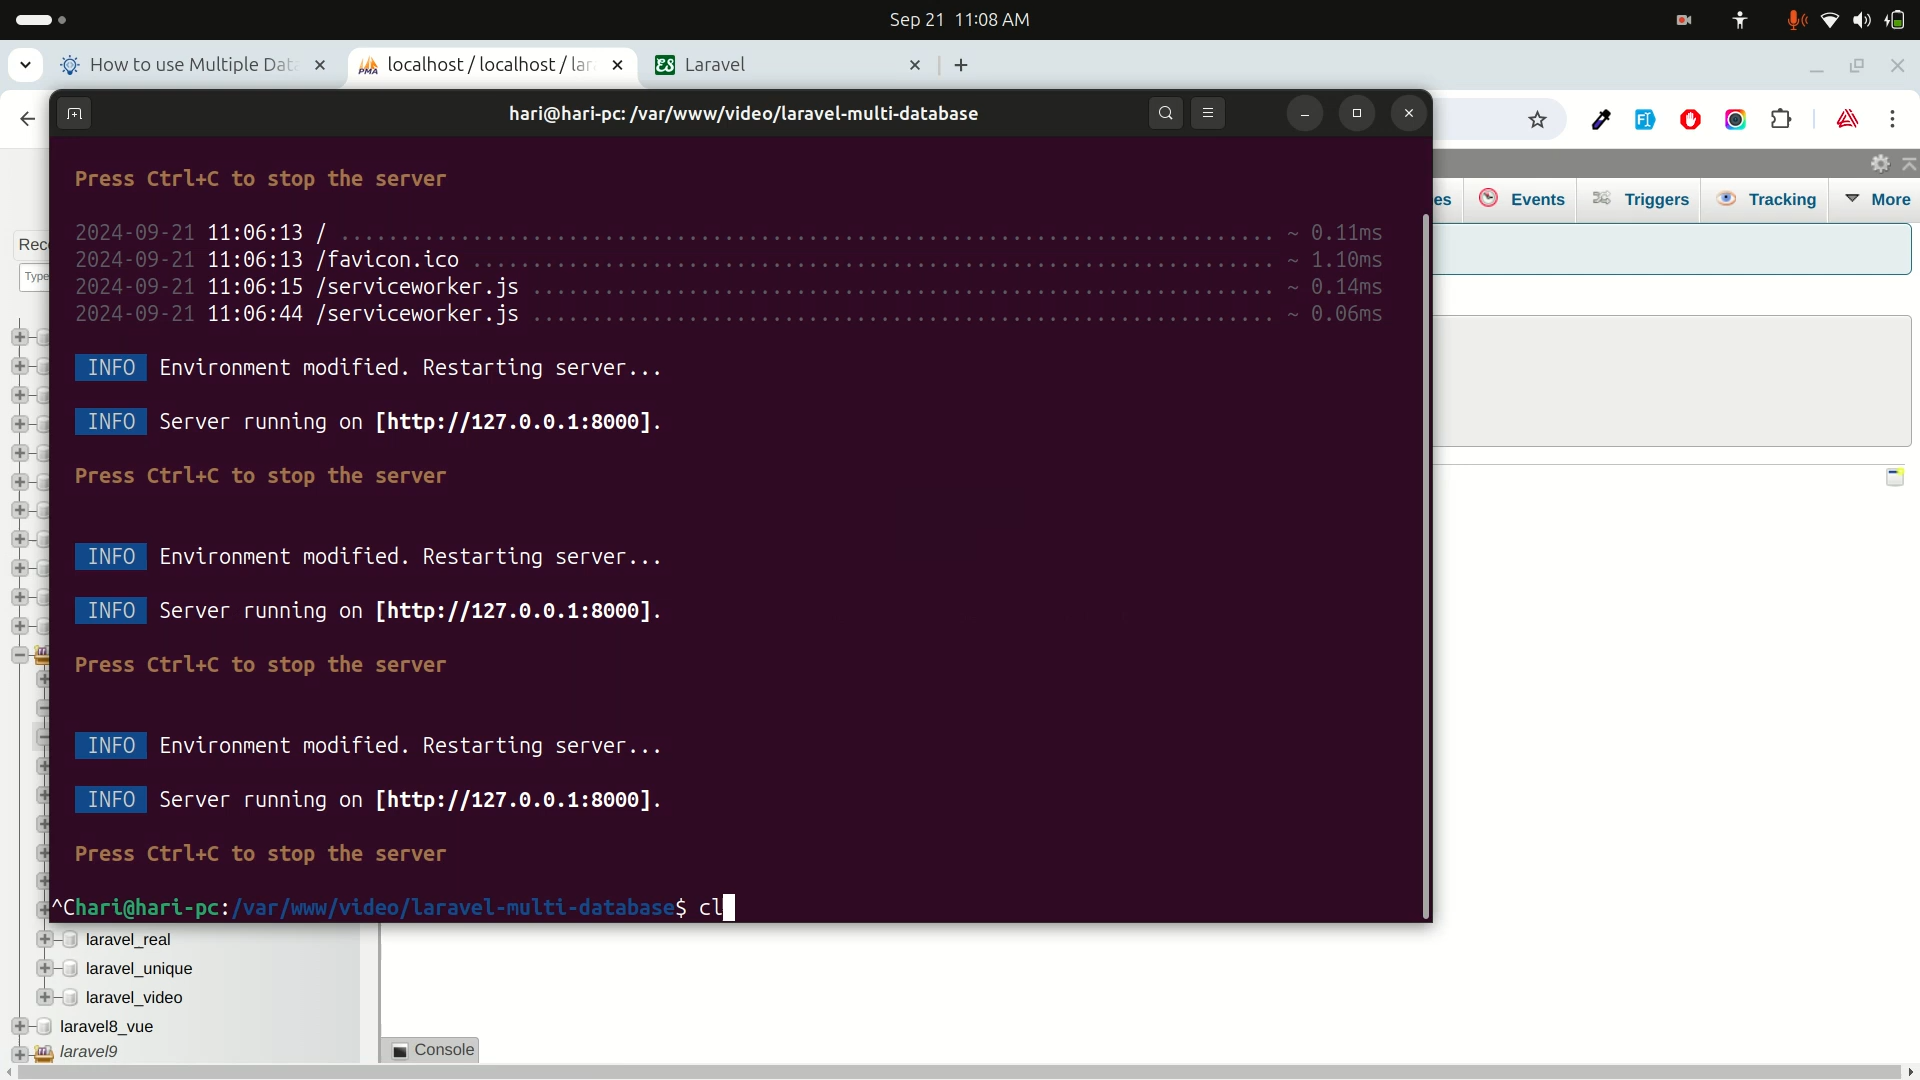 Sep 21 11:08 AM
How to use Multiple Dat
localhost / localhost / lar
Laravel
hari@hari-pc: /var/www/video/laravel-multi-database
Press Ctrl+C to stop the server
es
Events
Triggers
Tracking
More
2024-09-21 11:06:13 / ~ 0.11ms
Rec
2024-09-21 11:06:13 /favicon.ico ~ 1.10ms
Type
2024-09-21 11:06:15 /serviceworker.js ~ 0.14ms
2024-09-21 11:06:44 /serviceworker.js ~ 0.06ms
INFO Environment modified. Restarting server...
INFO Server running on [http://127.0.0.1:8000].
Press Ctrl+C to stop the server
INFO Environment modified. Restarting server...
INFO Server running on [http://127.0.0.1:8000].
Press Ctrl+C to stop the server
INFO Environment modified. Restarting server...
INFO Server running on [http://127.0.0.1:8000].
Press Ctrl+C to stop the server
^Chari@hari-pc:/var/www/video/laravel-multi-database$ cl
laravel_real
laravel_unique
laravel_video
laravel8_vue
laravel9
Console